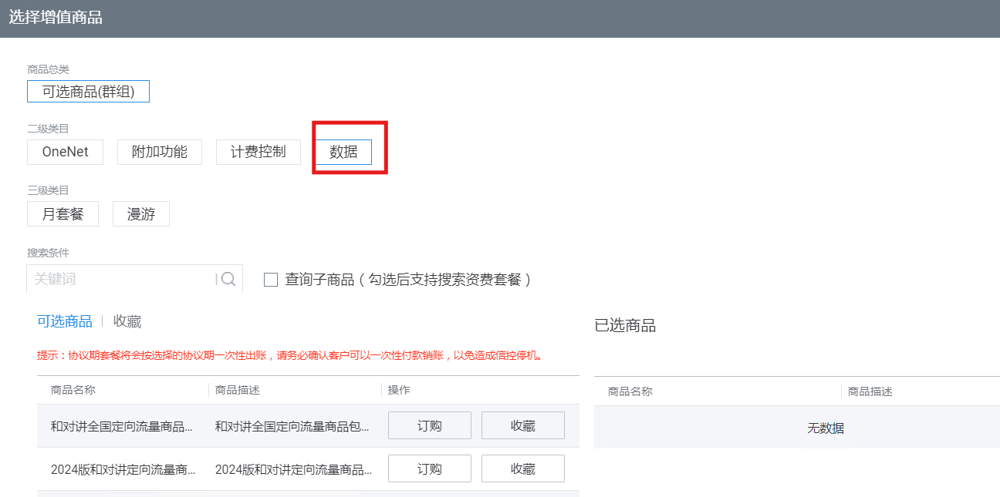 选择增值商品
商品总类
可选商品(群组)
二级类目
OneNet 附加功能 计费控制 数据
三级类目
月套餐 漫游
搜索条件
关键词 查询子商品（勾选后支持搜索资费套餐）
可选商品 收藏 已选商品
提示：协议期套餐将会按选择的协议期一次性出账，请务必确认客户可以一次性付款销账，以免造成信控停机。
商品名称 商品描述 操作 商品名称 商品描述
和对讲全国定向流量商品... 和对讲全国定向流量商品包... 订购 收藏 无数据
2024版和对讲定向流量商... 2024版和对讲定向流量商品... 订购 收藏